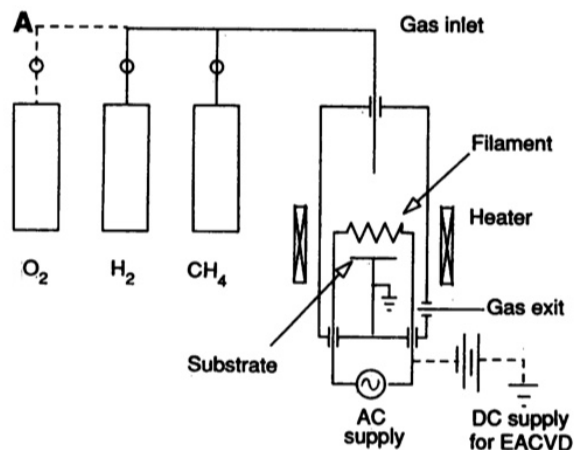 A
Gas inlet
Filament
Heater
O₂
H₂
CH₄
Gas exit
Substrate
AC
supply
DC supply
for EACVD